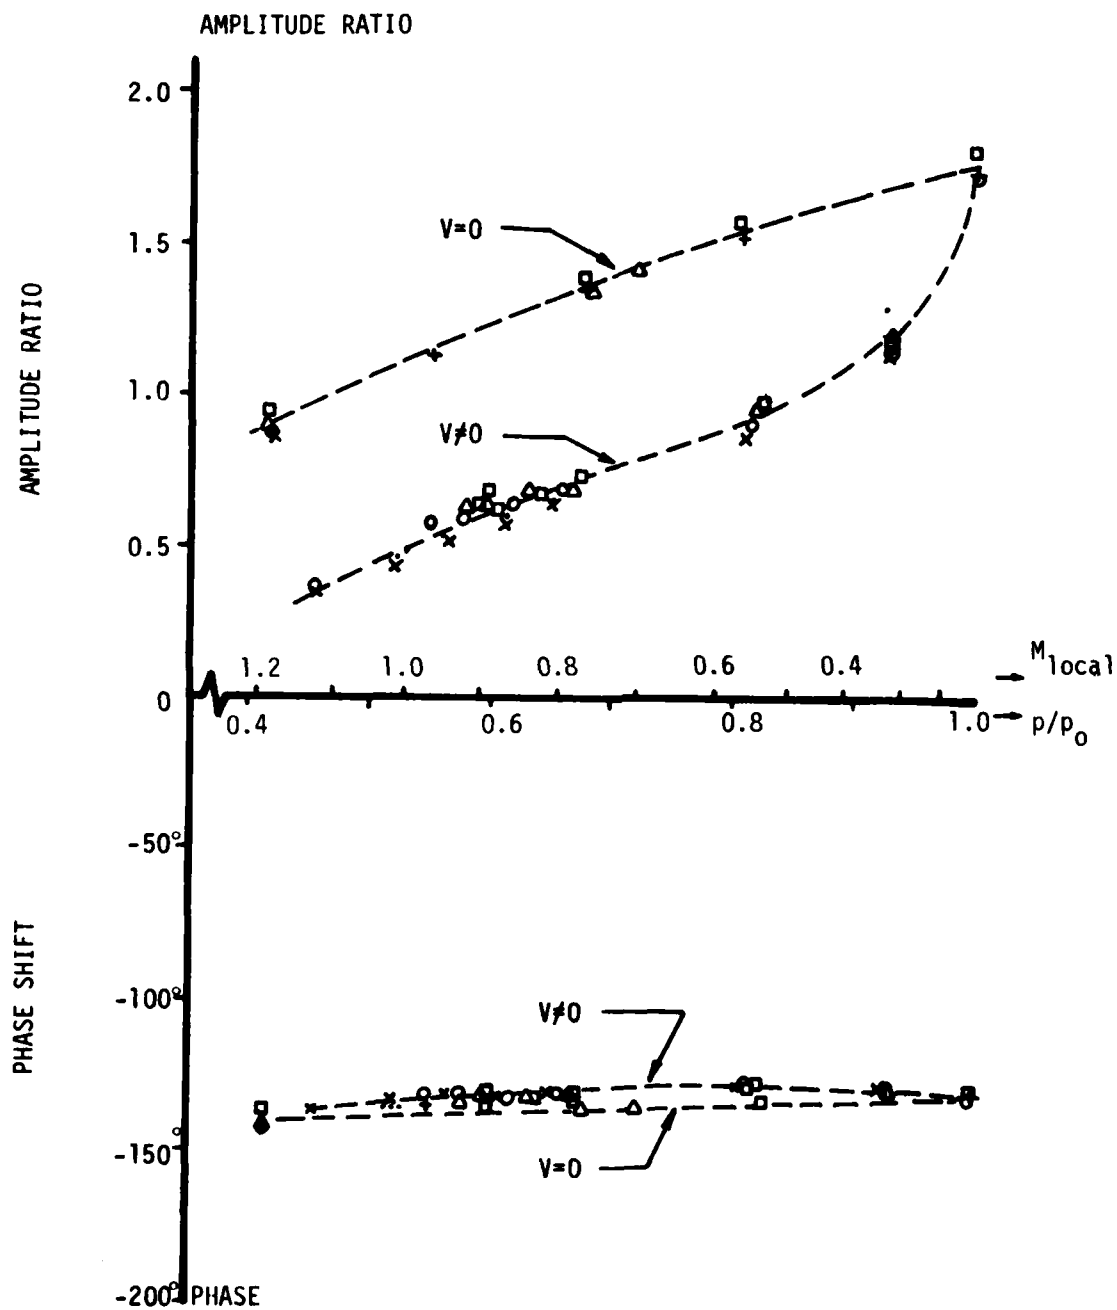 AMPLITUDE RATIO
2.0
V=0
1.5
AMPLITUDE RATIO
1.0
V≠0
0.5
1.2 1.0 0.8 0.6 0.4 → Mlocal
0
0.4 0.6 0.8 1.0 → p/po
-50°
PHASE SHIFT
-100°
V≠0
-150°
V=0
-200° PHASE